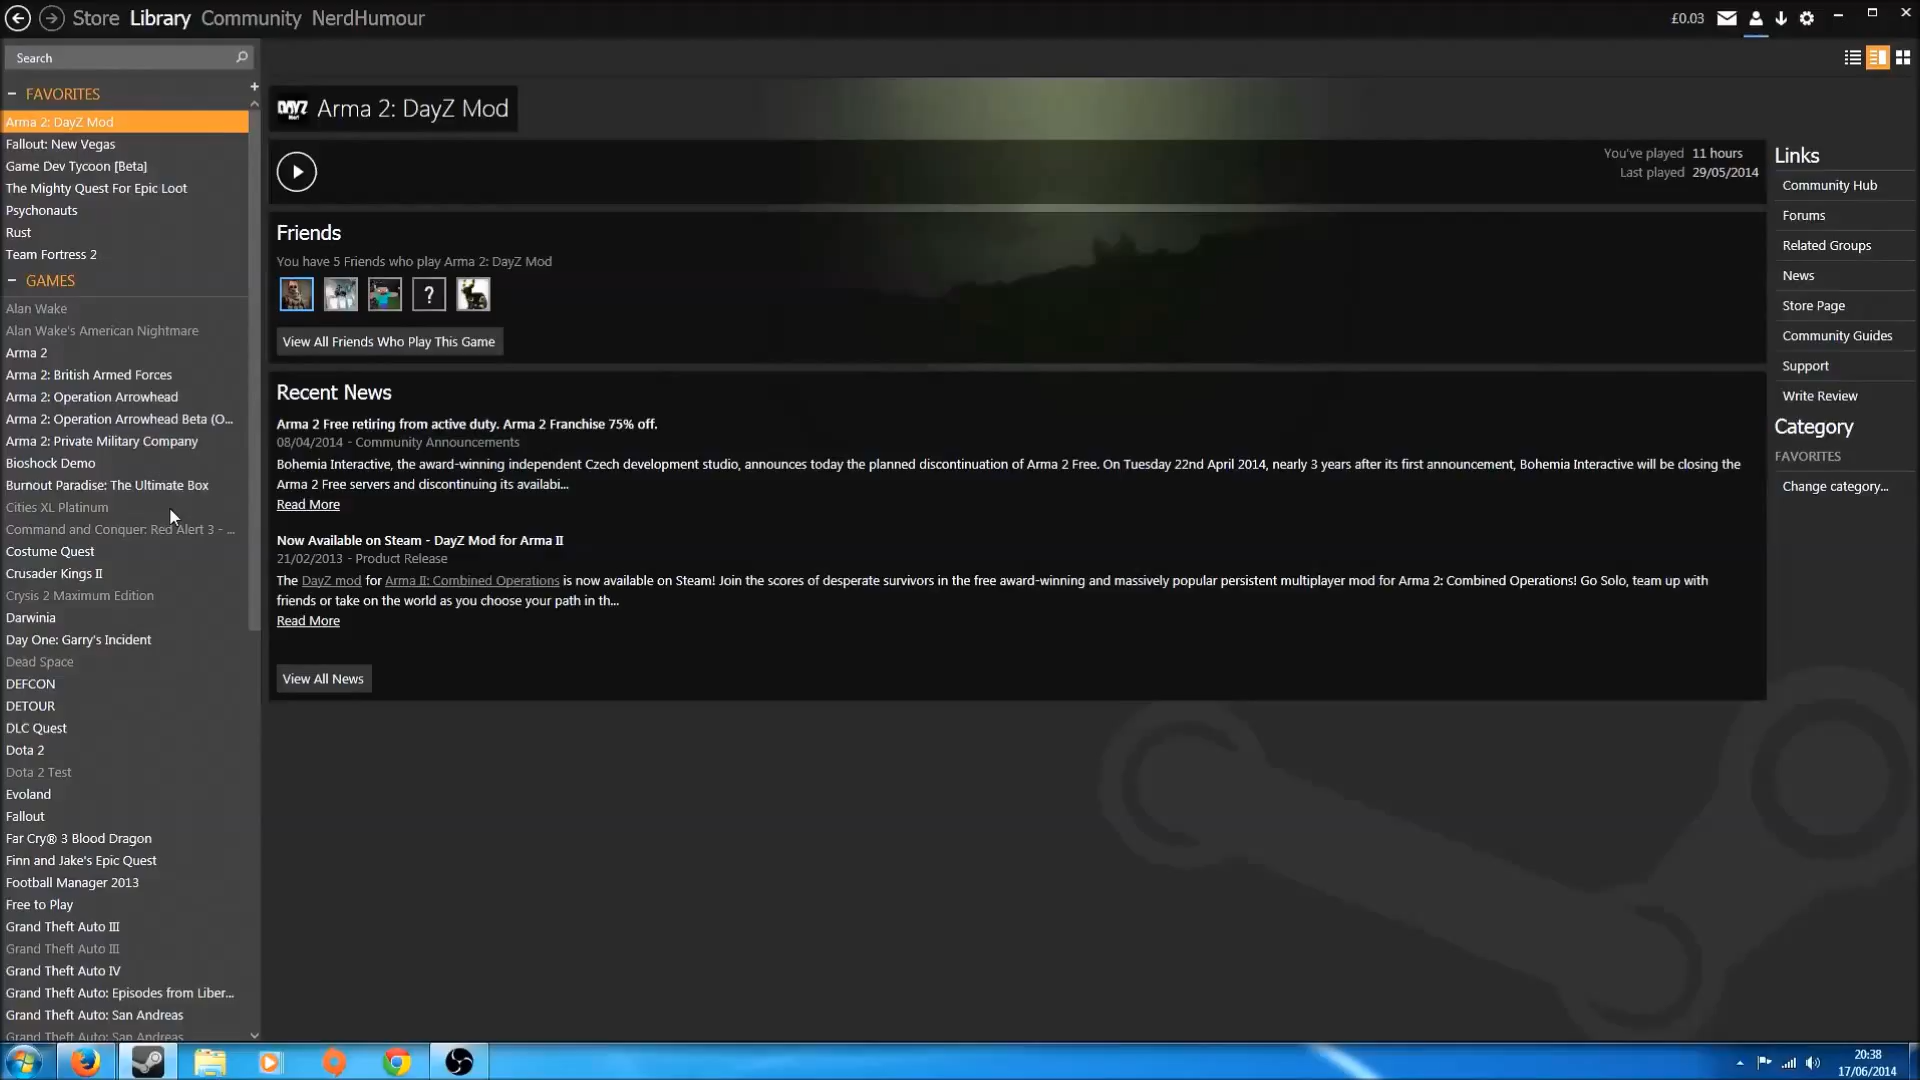 Store Library Community NerdHumour
£0.03
Search
FAVORITES
Arma 2: DayZ Mod
Fallout: New Vegas
Game Dev Tycoon [Beta]
The Mighty Quest For Epic Loot
Psychonauts
Rust
Team Fortress 2
GAMES
Alan Wake
Alan Wake's American Nightmare
Arma 2
Arma 2: British Armed Forces
Arma 2: Operation Arrowhead
Arma 2: Operation Arrowhead Beta (O...
Arma 2: Private Military Company
Bioshock Demo
Burnout Paradise: The Ultimate Box
Cities XL Platinum
Command and Conquer: Red Alert 3 - ...
Costume Quest
Crusader Kings II
Crysis 2 Maximum Edition
Darwinia
Day One: Garry's Incident
Dead Space
DEFCON
DETOUR
DLC Quest
Dota 2
Dota 2 Test
Evoland
Fallout
Far Cry® 3 Blood Dragon
Finn and Jake's Epic Quest
Football Manager 2013
Free to Play
Grand Theft Auto III
Grand Theft Auto III
Grand Theft Auto IV
Grand Theft Auto: Episodes from Liber...
Grand Theft Auto: San Andreas
Grand Theft Auto: San Andreas
DAYZ Arma 2: DayZ Mod
You've played 11 hours
Last played 29/05/2014
Friends
You have 5 Friends who play Arma 2: DayZ Mod
?
View All Friends Who Play This Game
Recent News
Arma 2 Free retiring from active duty. Arma 2 Franchise 75% off.
08/04/2014 - Community Announcements
Bohemia Interactive, the award-winning independent Czech development studio, announces today the planned discontinuation of Arma 2 Free. On Tuesday 22nd April 2014, nearly 3 years after its first announcement, Bohemia Interactive will be closing the
Arma 2 Free servers and discontinuing its availabi...
Read More
Now Available on Steam - DayZ Mod for Arma II
21/02/2013 - Product Release
The DayZ mod for Arma II: Combined Operations is now available on Steam! Join the scores of desperate survivors in the free award-winning and massively popular persistent multiplayer mod for Arma 2: Combined Operations! Go Solo, team up with
friends or take on the world as you choose your path in th...
Read More
View All News
Links
Community Hub
Forums
Related Groups
News
Store Page
Community Guides
Support
Write Review
Category
FAVORITES
Change category...
20:38
17/06/2014